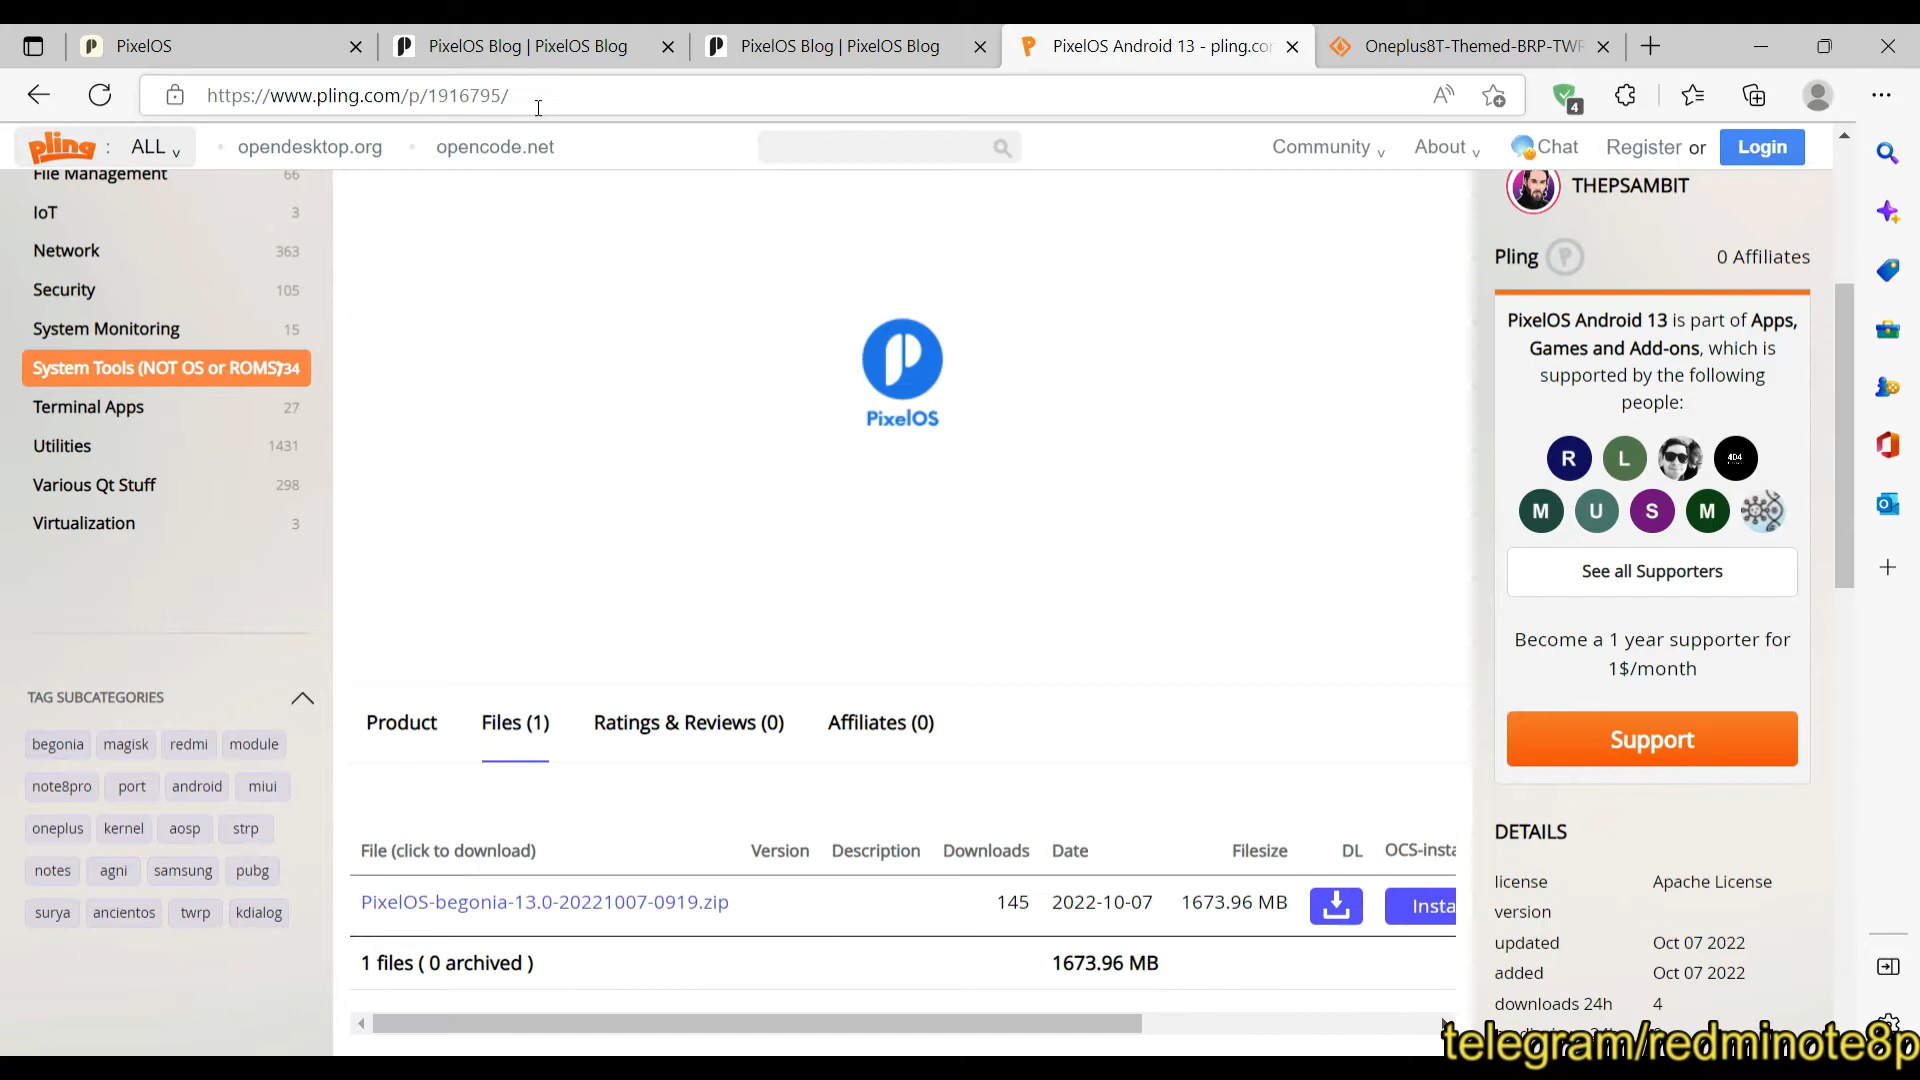 PixelOS
PixelOS Blog | PixelOS Blog
PixelOS Blog | PixelOS Blog
PixelOS Android 13 - pling.co
Oneplus8T-Themed-BRP-TWF
https://www.pling.com/p/1916795/
4
pling : ALL
opendesktop.org
opencode.net
Community
About
Chat
Register or
Login
File Management 66
IoT 3
Network 363
Security 105
System Monitoring 15
System Tools (NOT OS or ROMS) 734
Terminal Apps 27
Utilities 1431
Various Qt Stuff 298
Virtualization 3
TAG SUBCATEGORIES
begonia magisk redmi module
note8pro port android miui
oneplus kernel aosp strp
notes agni samsung pubg
surya ancientos twrp kdialog
PixelOS
Product
Files (1)
Ratings & Reviews (0)
Affiliates (0)
File (click to download) Version Description Downloads Date Filesize DL OCS-insta
PixelOS-begonia-13.0-20221007-0919.zip 145 2022-10-07 1673.96 MB Insta
1 files ( 0 archived ) 1673.96 MB
THEPSAMBIT
Pling P 0 Affiliates
PixelOS Android 13 is part of Apps,
Games and Add-ons, which is
supported by the following
people:
R L 404
M U S M
See all Supporters
Become a 1 year supporter for
1$/month
Support
DETAILS
license Apache License
version
updated Oct 07 2022
added Oct 07 2022
downloads 24h 4
telegram/redminote8p